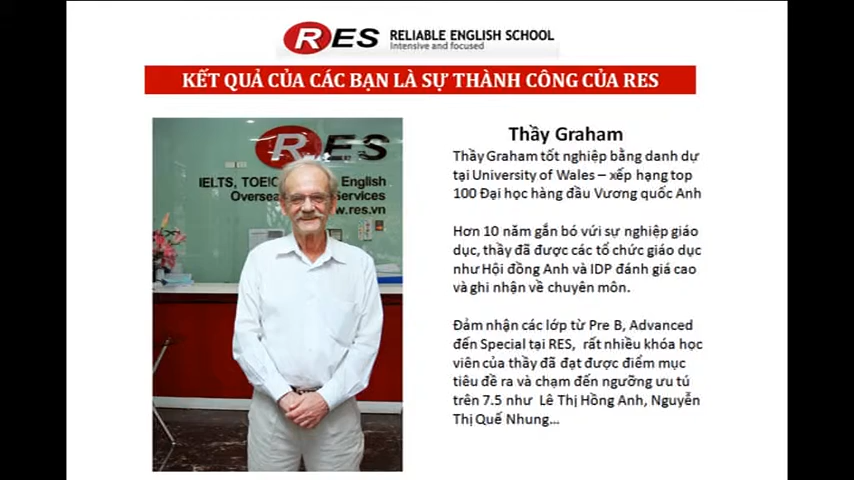 RES RELIABLE ENGLISH SCHOOL
Intensive and focused
KẾT QUẢ CỦA CÁC BẠN LÀ SỰ THÀNH CÔNG CỦA RES
RES
IELTS, TOEIC English
Overseas Services
www.res.vn
Thầy Graham
Thầy Graham tốt nghiệp bằng danh dự
tại University of Wales – xếp hạng top
100 Đại học hàng đầu Vương quốc Anh
Hơn 10 năm gắn bó vứi sự nghiệp giáo
dục, thầy đã được các tổ chức giáo dục
như Hội đồng Anh và IDP đánh giá cao
và ghi nhận về chuyên môn.
Đảm nhận các lớp từ Pre B, Advanced
đến Special tại RES, rất nhiều khóa học
viên của thầy đã đạt được điểm mục
tiêu đề ra và chạm đến ngưỡng ưu tú
trên 7.5 như Lê Thị Hồng Anh, Nguyễn
Thị Quế Nhung...